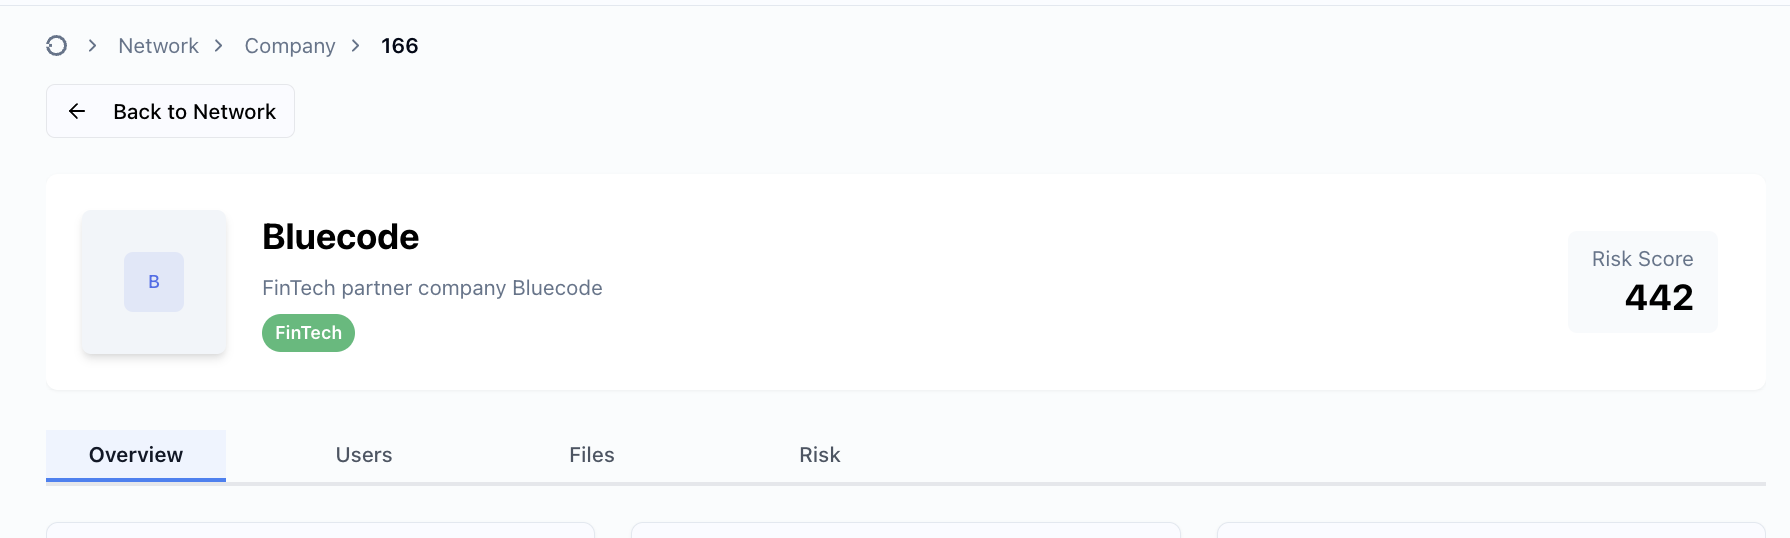 Network > Company > 166
Back to Network
B
Bluecode
FinTech partner company Bluecode
FinTech
Risk Score
442
Overview Users Files Risk